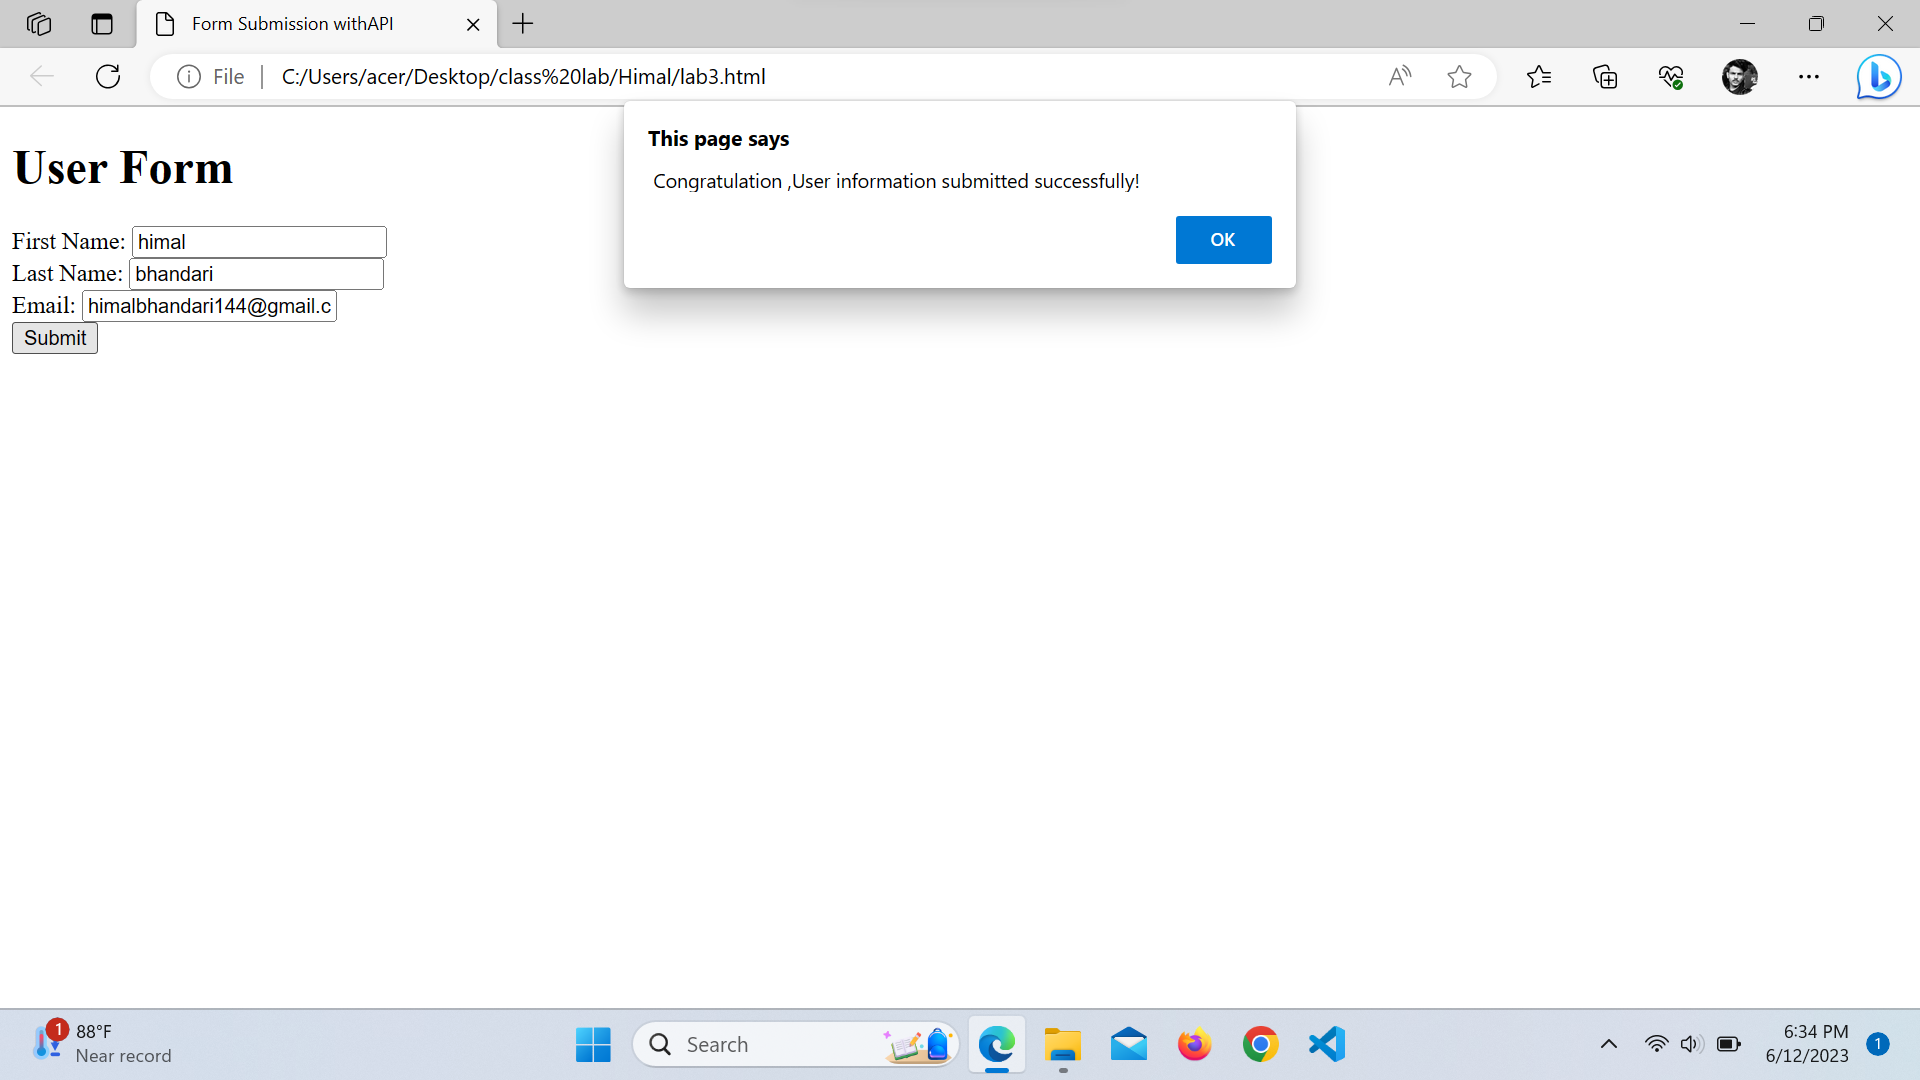 Form Submission withAPI
File
C:/Users/acer/Desktop/class%20lab/Himal/lab3.html
This page says
Congratulation ,User information submitted successfully!
OK
User Form
First Name: himal
Last Name: bhandari
Email: himalbhandari144@gmail.c
Submit
1
88°F
Near record
Search
6:34 PM
6/12/2023
1